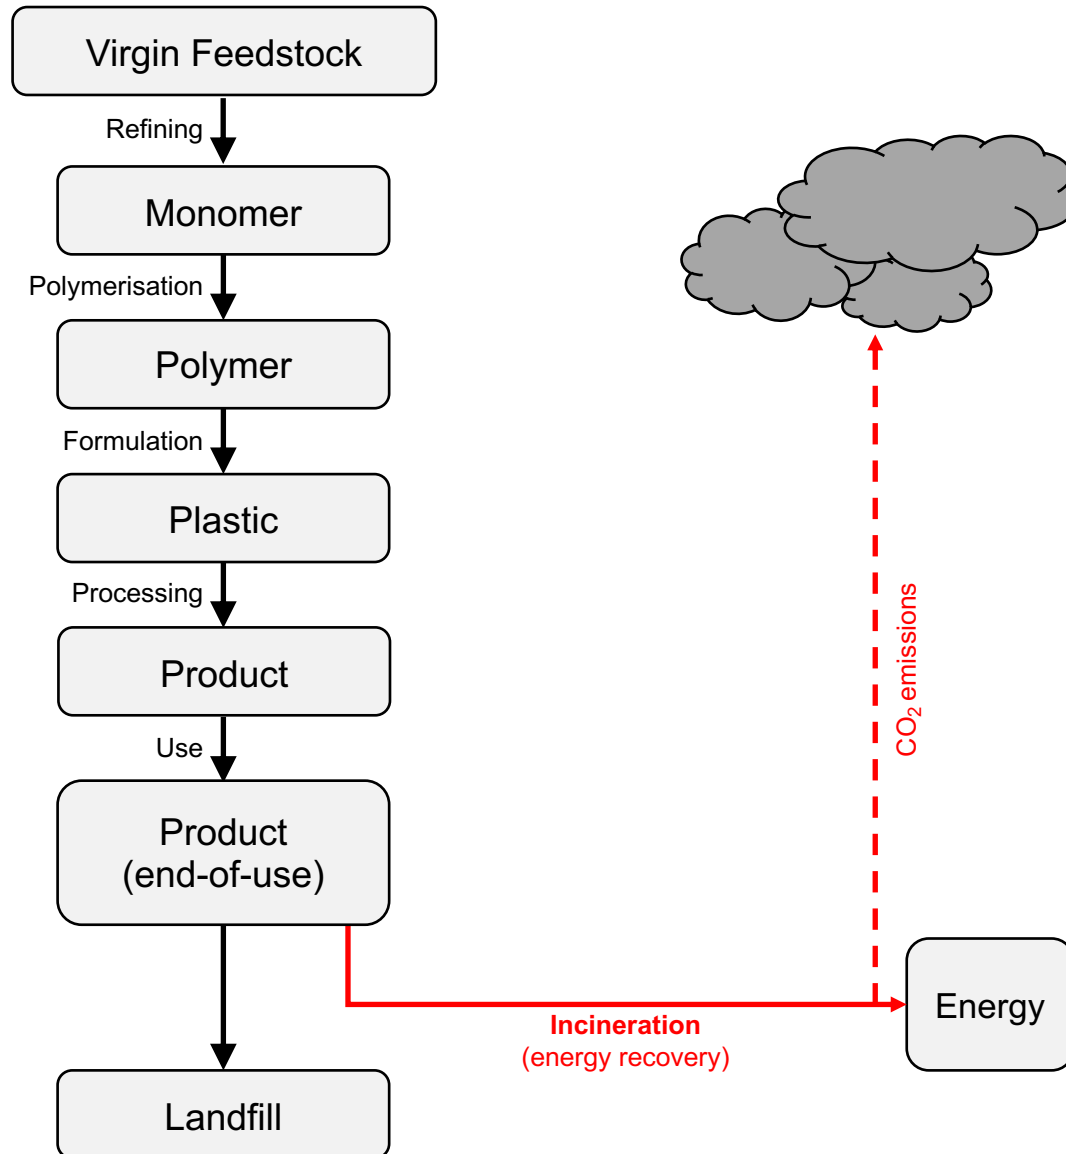 Virgin Feedstock
Refining
Monomer
Polymerisation
Polymer
Formulation
Plastic
Processing
Product
Use
Product
(end-of-use)
CO₂ emissions
Incineration
(energy recovery)
Energy
Landfill